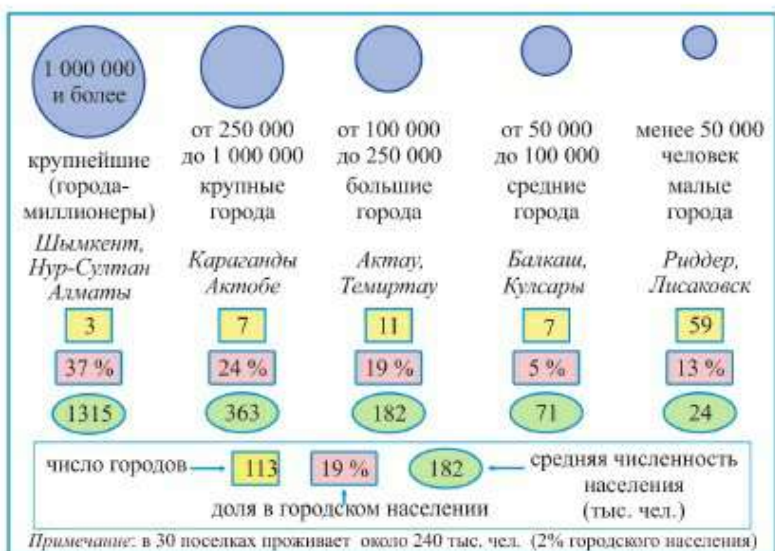 1 000 000
и более
крупнейшие
(города-
миллионеры)
Шымкент,
Нур-Султан
Алматы
3
37 %
1315
от 250 000
до 1 000 000
крупные
города
Караганды
Актобе
7
24 %
363
от 100 000
до 250 000
большие
города
Актау,
Темиртау
11
19 %
182
от 50 000
до 100 000
средние
города
Балкаш,
Кулсары
7
5 %
71
менее 50 000
человек
малые
города
Риддер,
Лисаковск
59
13 %
24
число городов
113
19 %
182
средняя численность
населения
(тыс. чел.)
доля в городском населении
Примечание: в 30 поселках проживает около 240 тыс. чел. (2% городского населения)